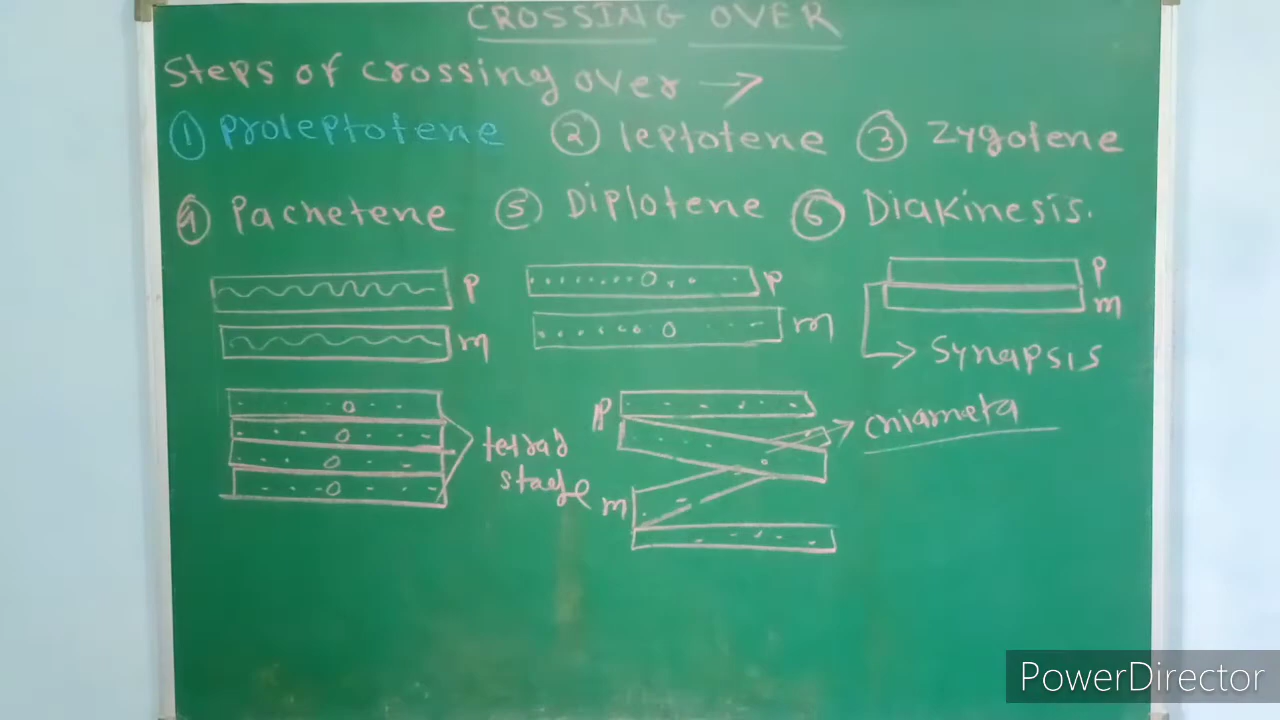 CROSSING OVER
Steps of crossing over →
① Proleptotene ② leptotene ③ Zygotene
④ Pachetene ⑤ Diplotene ⑥ Diakinesis.
P P P
m m m
Synapsis
P chiameta
tetrad
stage m
PowerDirector